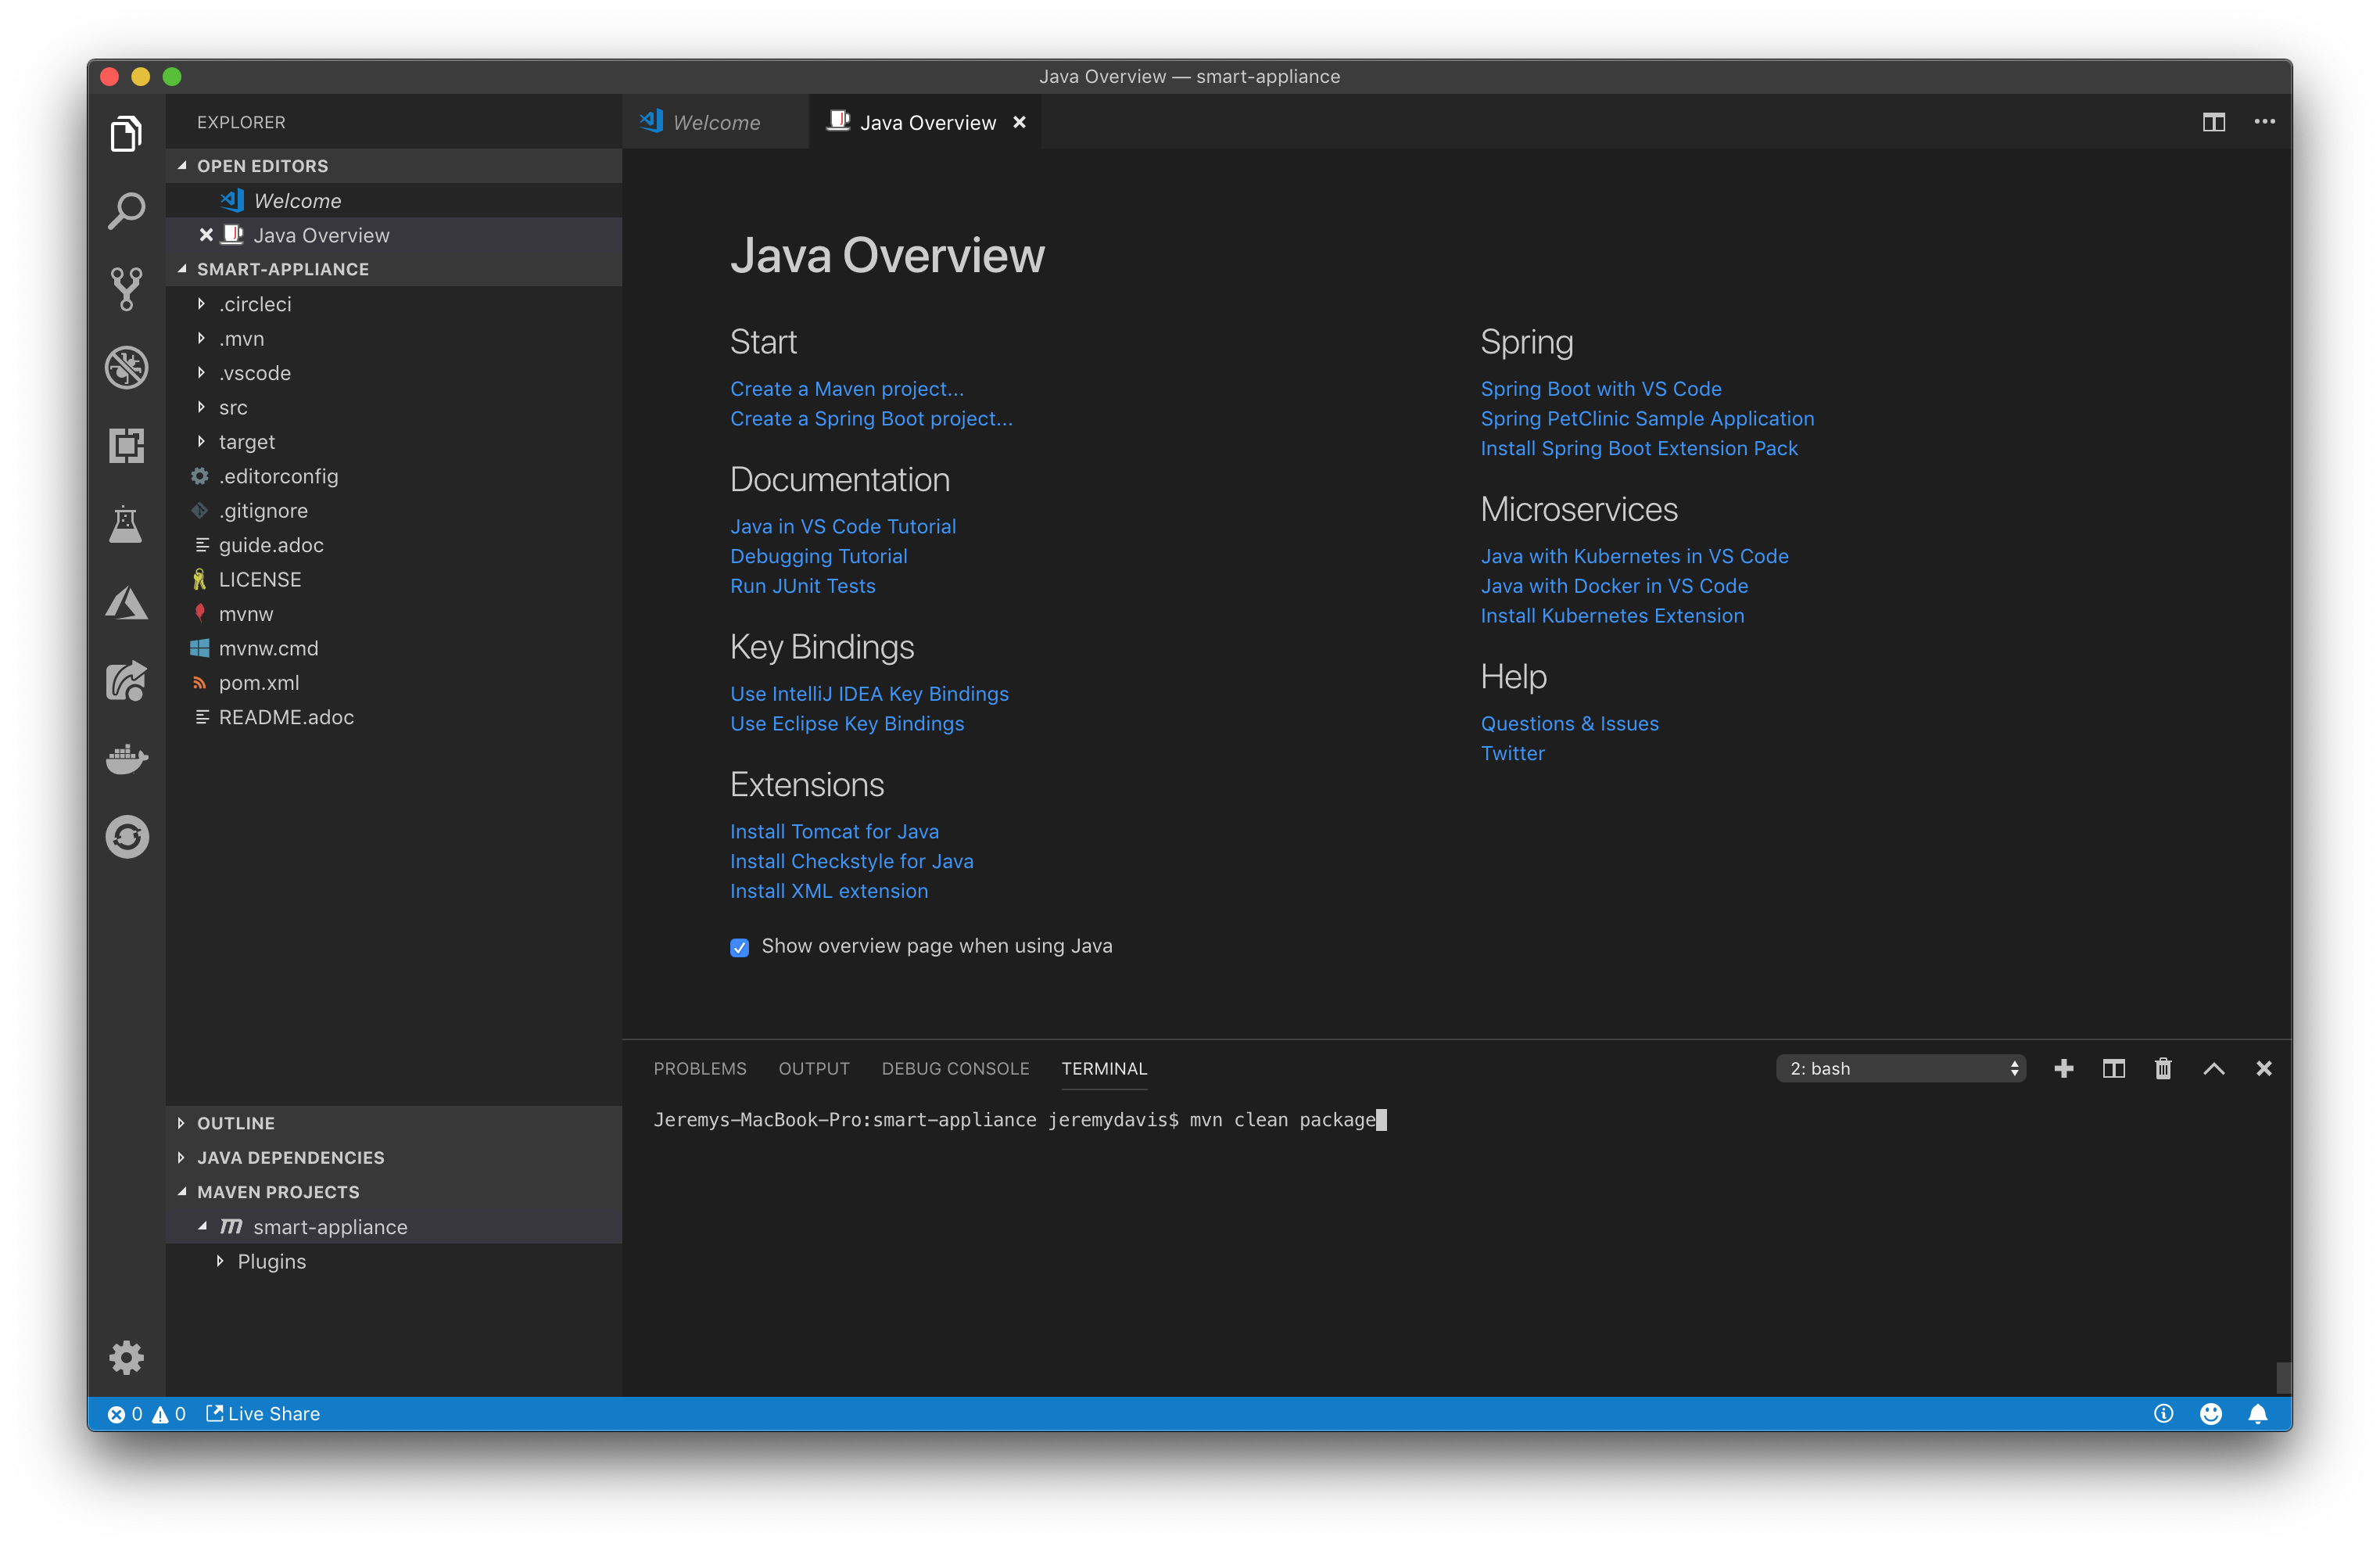 Java Overview — smart-appliance
EXPLORER
OPEN EDITORS
Welcome
Java Overview
SMART-APPLIANCE
.circleci
.mvn
.vscode
src
target
.editorconfig
.gitignore
guide.adoc
LICENSE
mvnw
mvnw.cmd
pom.xml
README.adoc
OUTLINE
JAVA DEPENDENCIES
MAVEN PROJECTS
smart-appliance
Plugins
Welcome
Java Overview
Java Overview
Start
Create a Maven project...
Create a Spring Boot project...
Documentation
Java in VS Code Tutorial
Debugging Tutorial
Run JUnit Tests
Key Bindings
Use IntelliJ IDEA Key Bindings
Use Eclipse Key Bindings
Extensions
Install Tomcat for Java
Install Checkstyle for Java
Install XML extension
Show overview page when using Java
Spring
Spring Boot with VS Code
Spring PetClinic Sample Application
Install Spring Boot Extension Pack
Microservices
Java with Kubernetes in VS Code
Java with Docker in VS Code
Install Kubernetes Extension
Help
Questions & Issues
Twitter
PROBLEMS OUTPUT DEBUG CONSOLE TERMINAL
2: bash
Jeremys-MacBook-Pro:smart-appliance jeremydavis$ mvn clean package
0 0 Live Share